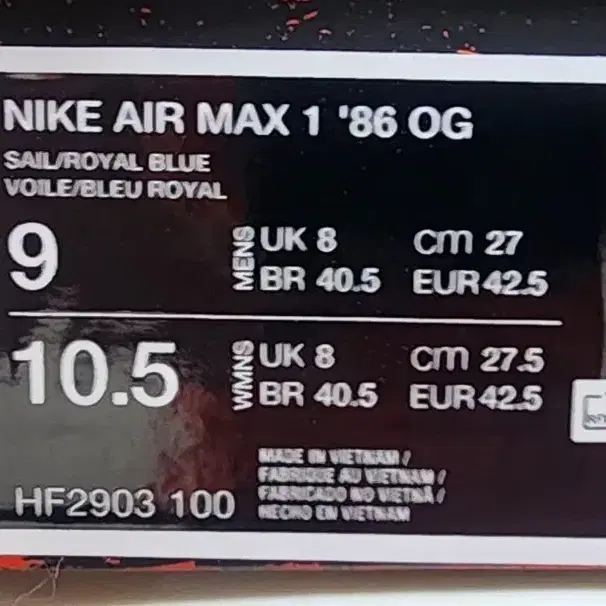 NIKE AIR MAX 1 '86 OG
SAIL/ROYAL BLUE
VOILE/BLEU ROYAL
9 MENS UK 8 cm 27
BR 40.5 EUR 42.5
10.5 WMNS UK 8 cm 27.5
BR 40.5 EUR 42.5
MADE IN VIETNAM /
FABRIQUE AU VIETNAM /
FABRICADO NO VIETNÃ /
HECHO EN VIETNAM
HF2903 100